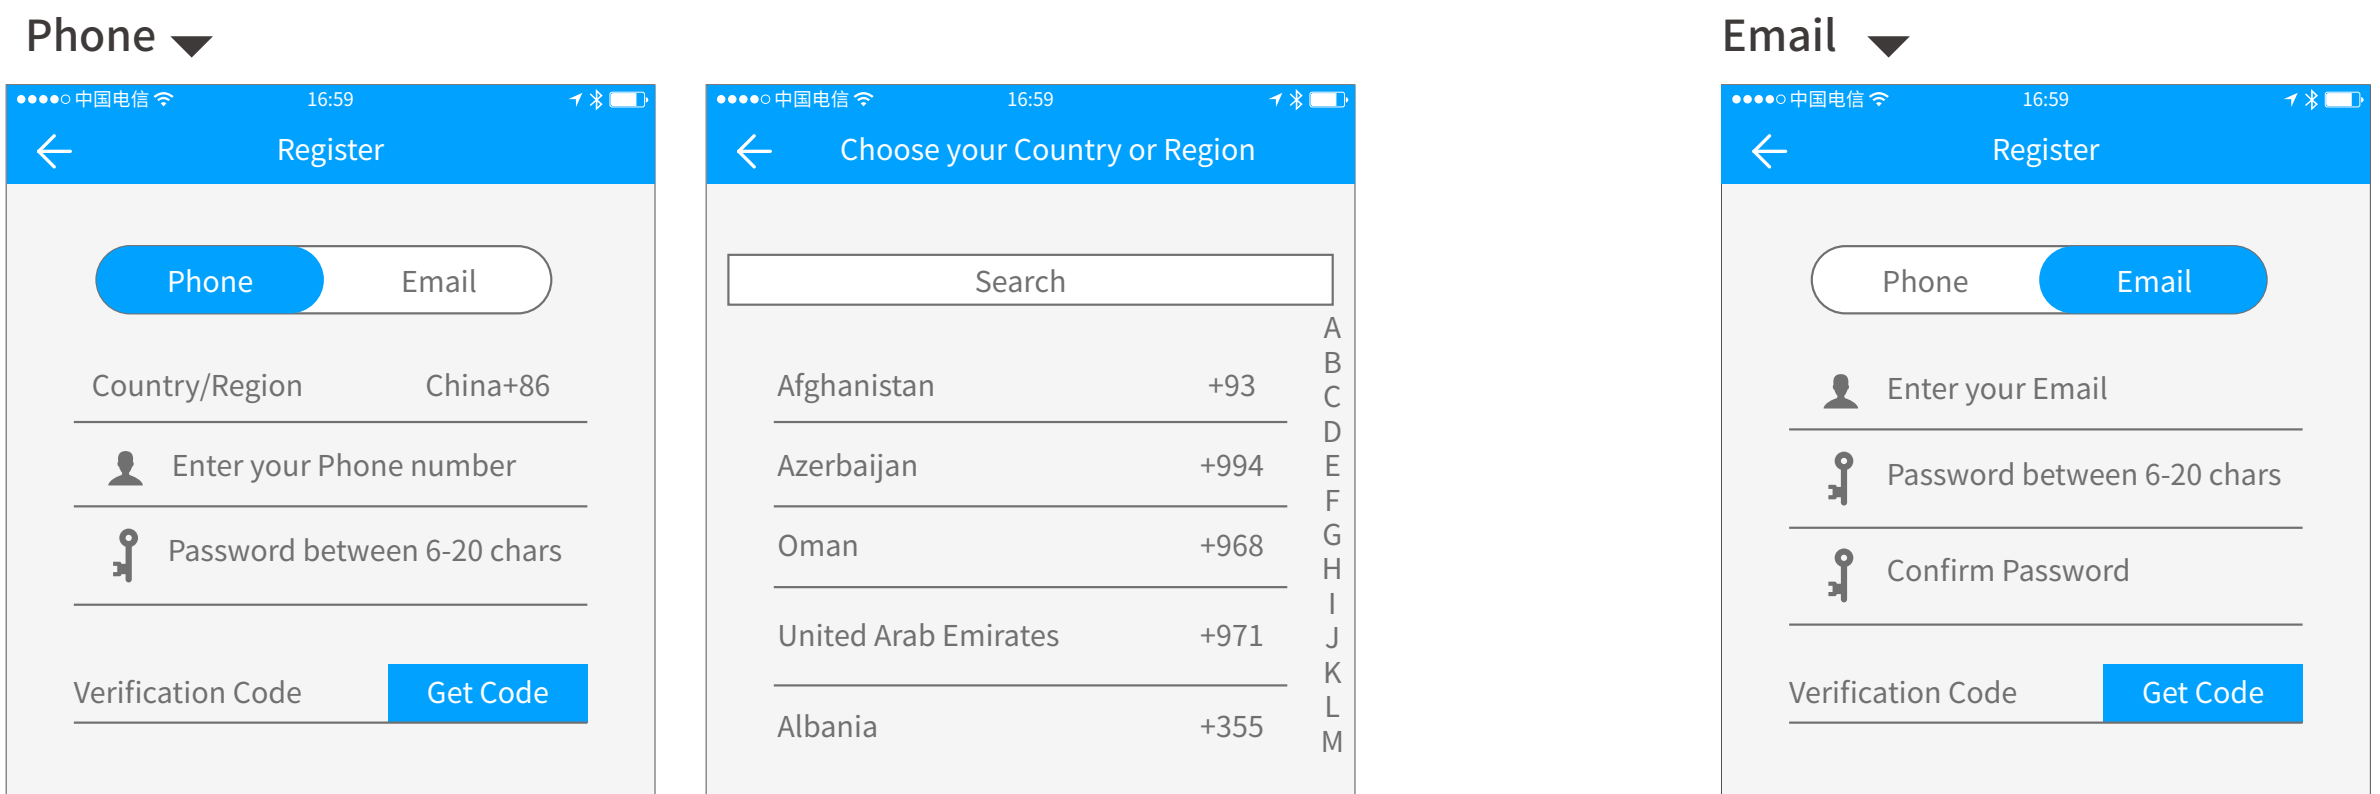 Phone
中国电信 16:59
Register
Phone Email
Country/Region China+86
Enter your Phone number
Password between 6-20 chars
Verification Code Get Code
中国电信 16:59
Choose your Country or Region
Search
Afghanistan +93
Azerbaijan +994
Oman +968
United Arab Emirates +971
Albania +355
A
B
C
D
E
F
G
H
I
J
K
L
M
Email
中国电信 16:59
Register
Phone Email
Enter your Email
Password between 6-20 chars
Confirm Password
Verification Code Get Code